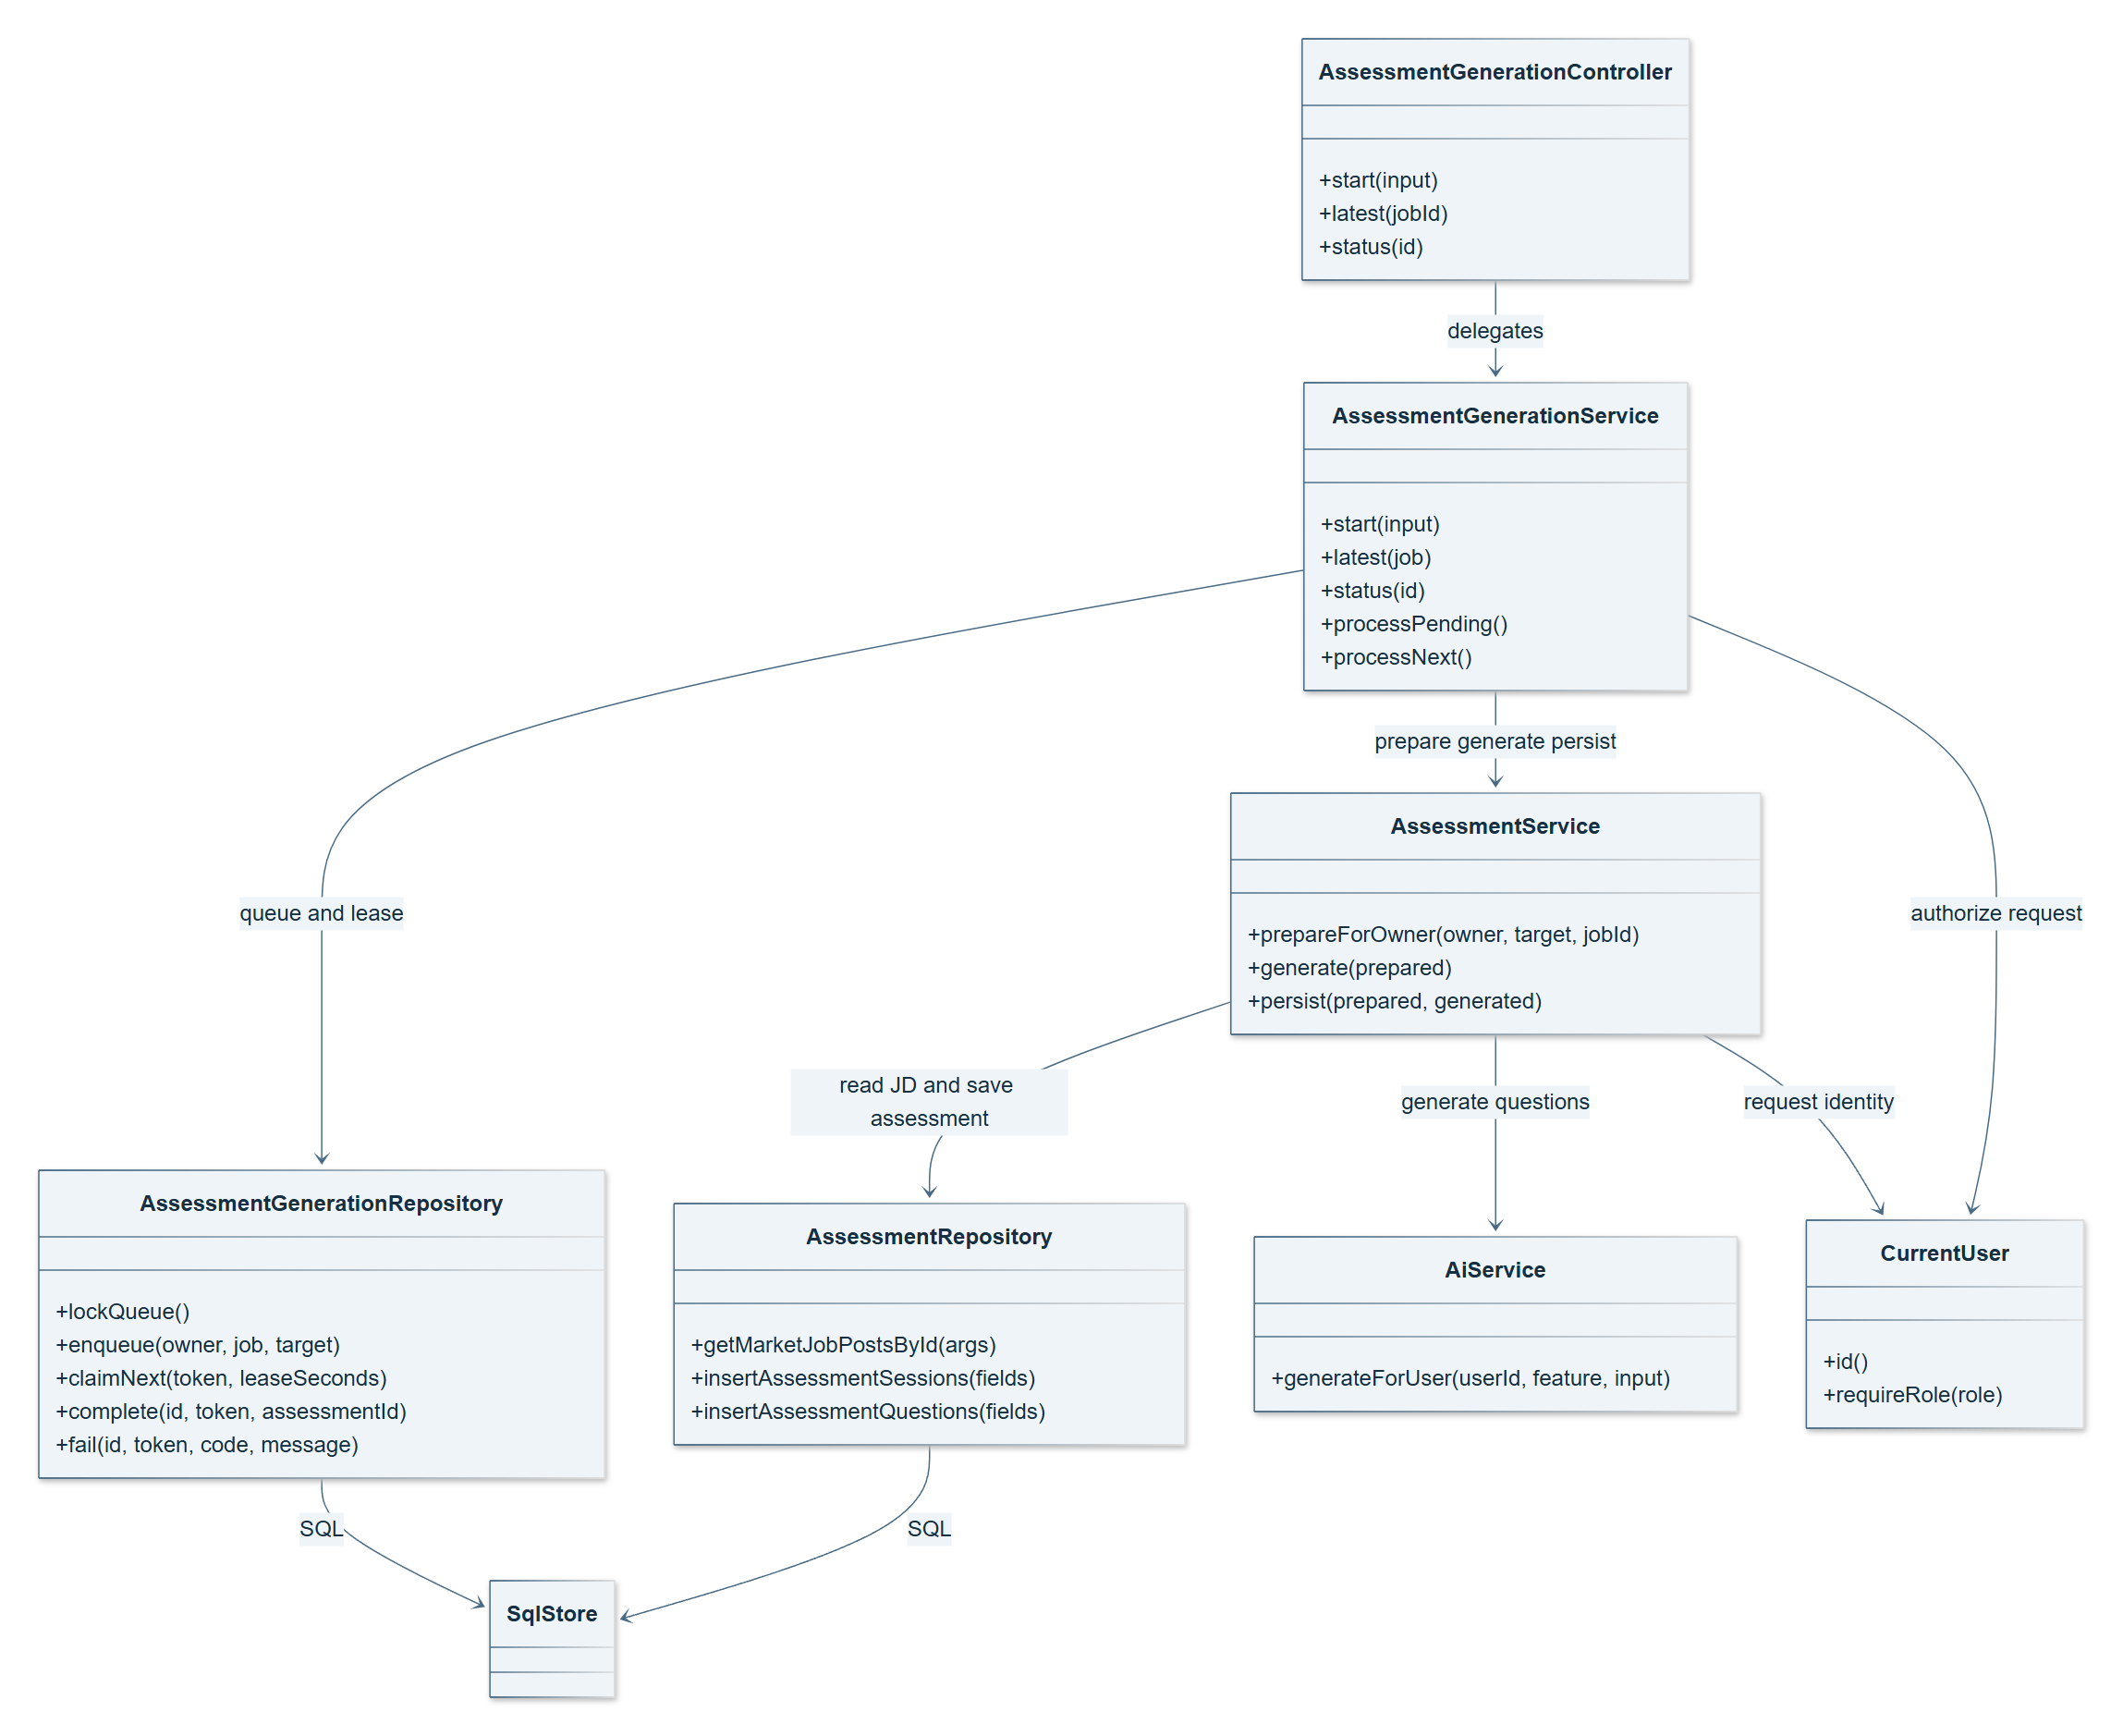 AssessmentGenerationController
+start(input)
+latest(jobId)
+status(id)
delegates
AssessmentGenerationService
+start(input)
+latest(job)
+status(id)
+processPending()
+processNext()
prepare generate persist
queue and lease
authorize request
AssessmentService
+prepareForOwner(owner, target, jobId)
+generate(prepared)
+persist(prepared, generated)
read JD and save
assessment
generate questions
request identity
AssessmentGenerationRepository
+lockQueue()
+enqueue(owner, job, target)
+claimNext(token, leaseSeconds)
+complete(id, token, assessmentId)
+fail(id, token, code, message)
AssessmentRepository
+getMarketJobPostsById(args)
+insertAssessmentSessions(fields)
+insertAssessmentQuestions(fields)
AiService
+generateForUser(userId, feature, input)
CurrentUser
+id()
+requireRole(role)
SQL
SQL
SqlStore